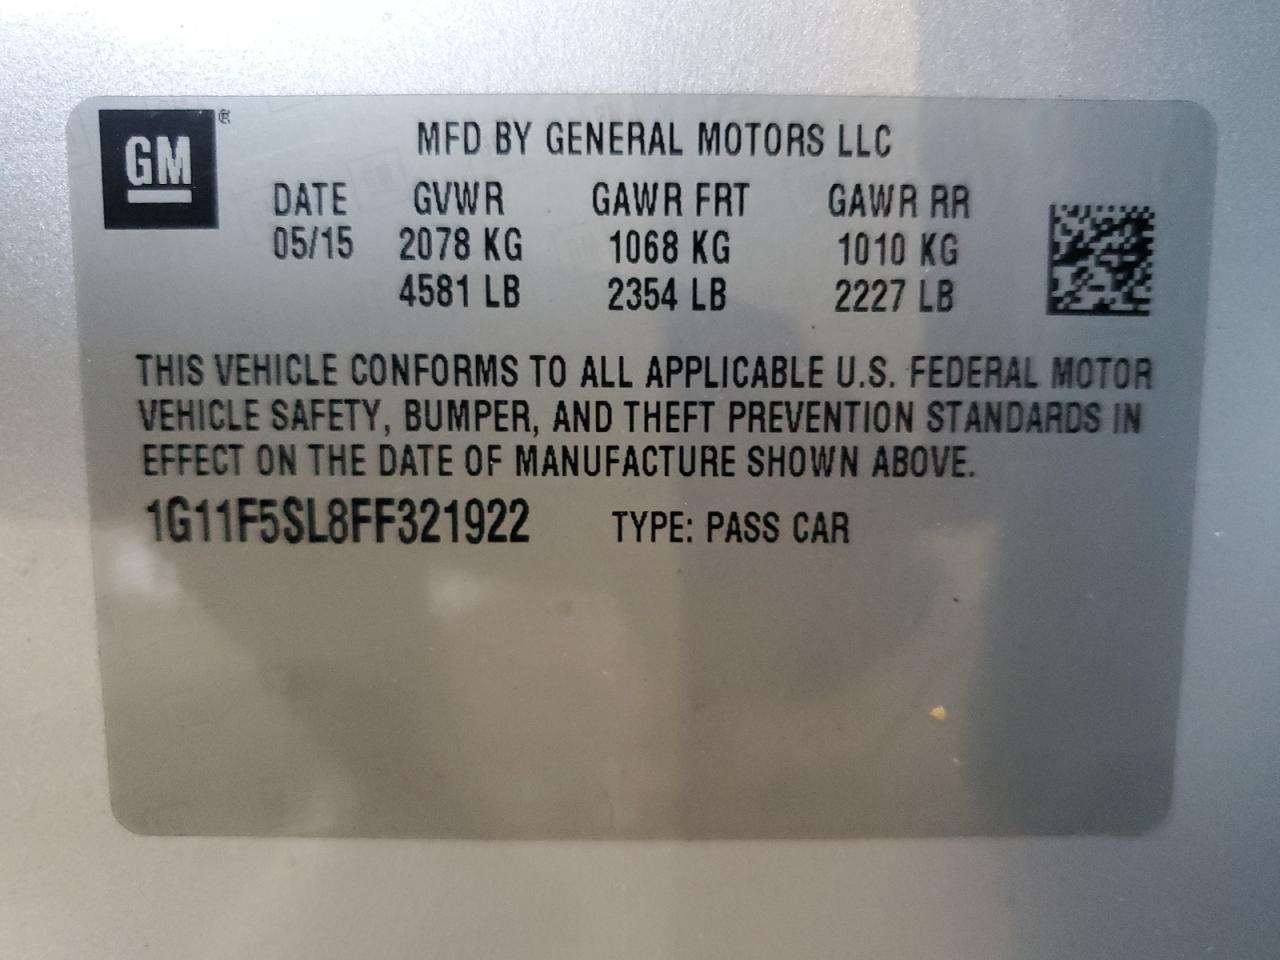 GM®
MFD BY GENERAL MOTORS LLC
DATE GVWR GAWR FRT GAWR RR
05/15 2078 KG 1068 KG 1010 KG
4581 LB 2354 LB 2227 LB
THIS VEHICLE CONFORMS TO ALL APPLICABLE U.S. FEDERAL MOTOR
VEHICLE SAFETY, BUMPER, AND THEFT PREVENTION STANDARDS IN
EFFECT ON THE DATE OF MANUFACTURE SHOWN ABOVE.
1G11F5SL8FF321922 TYPE: PASS CAR